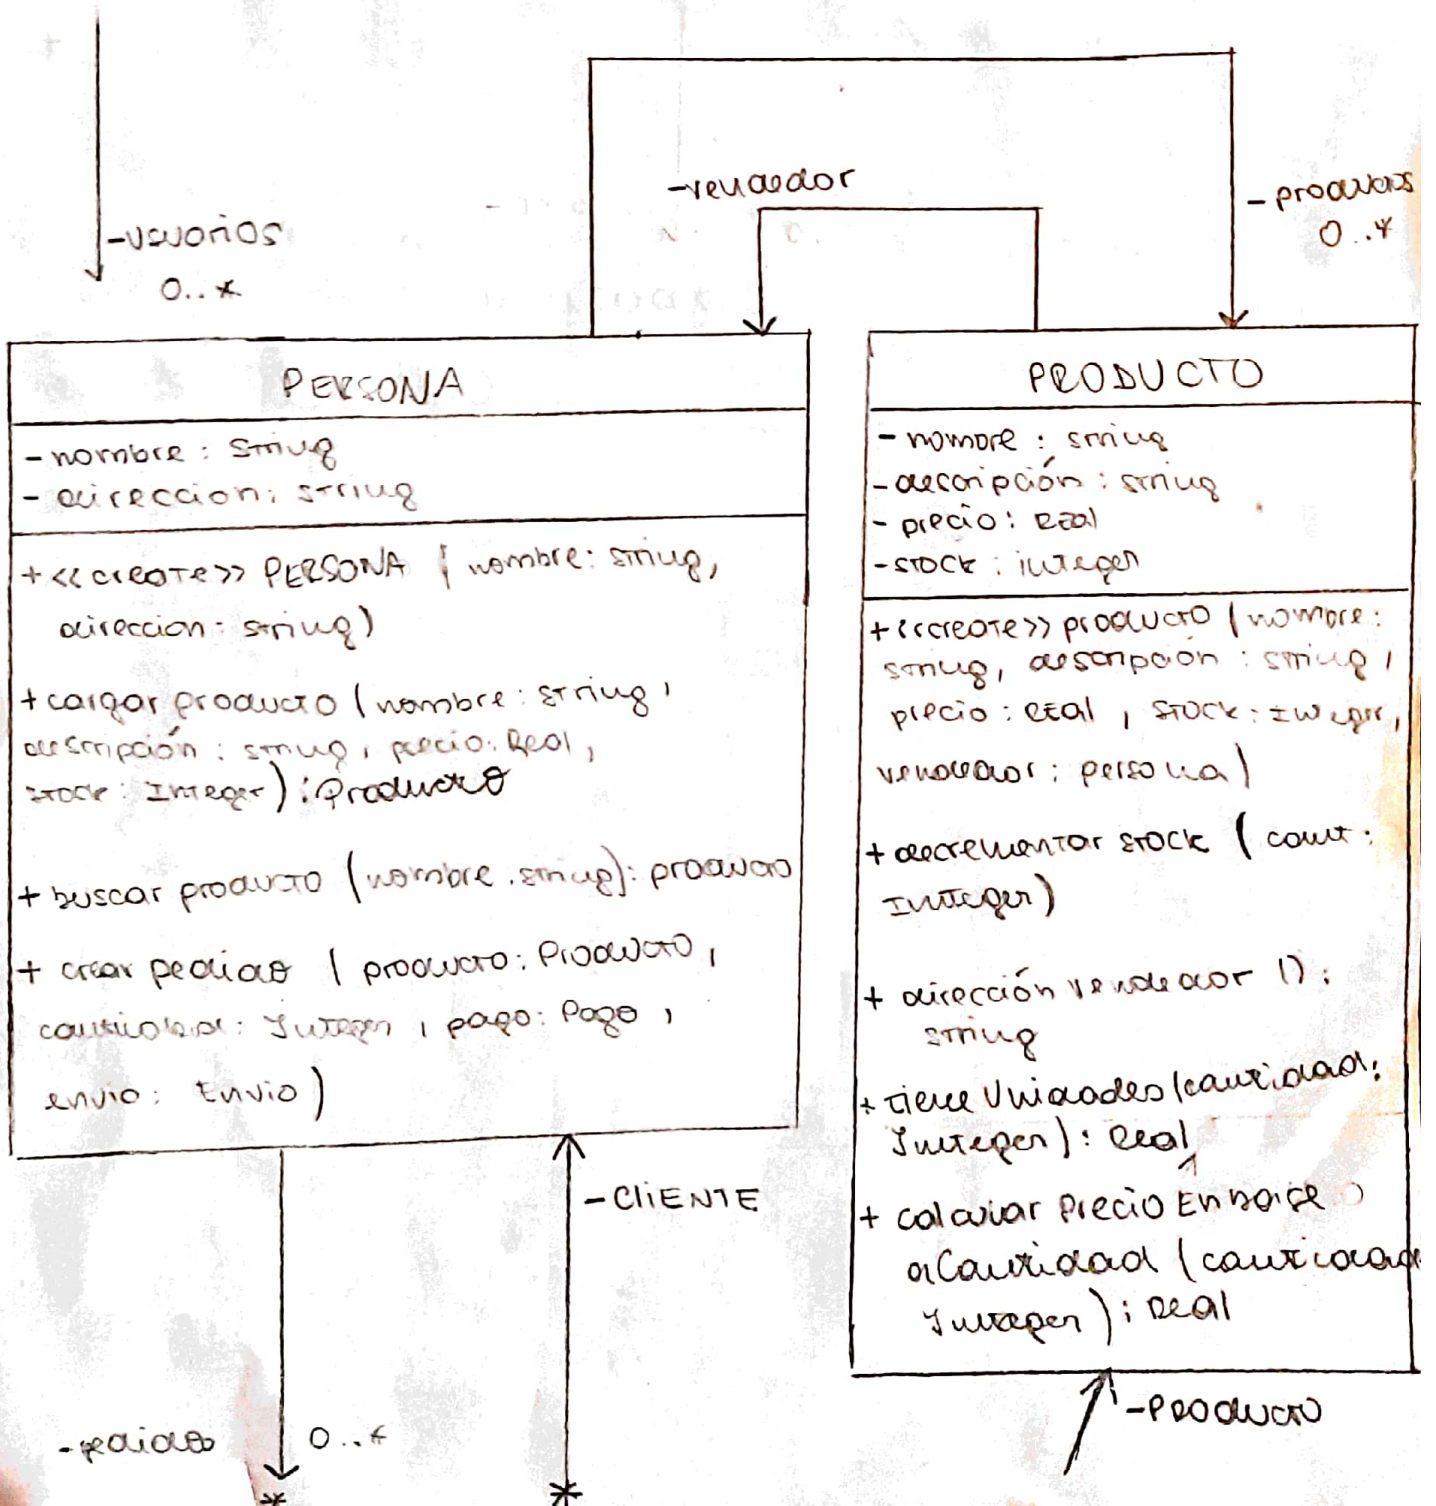 -usuarios
0..*
-vendedor
-productos
0..*
PERSONA
- nombre: String
- direccion: string
+ <<create>> PERSONA ( nombre: string,
direccion: string)
+ cargar producto ( nombre: string,
descripción: string, precio: Real,
stock: Integer): Producto
+ buscar producto (nombre: string): producto
+ crear pedido ( producto: Producto,
cantidad: Integer, pago: Pago,
envio: Envio)
PRODUCTO
- nombre: string
- descripción: string
- precio: Real
- stock: integer
+ <<create>> producto (nombre:
string, descripción: string,
precio: Real, stock: Integer,
vendedor: persona)
+ decrementar stock ( cant:
Integer)
+ dirección vendedor ():
string
+ tiene Unidades (cantidad:
Integer): Real
+ calcular Precio En base
a Cantidad (cantidad
Integer): Real
-CLIENTE
-pedidos
0..*
-Producto
*
*